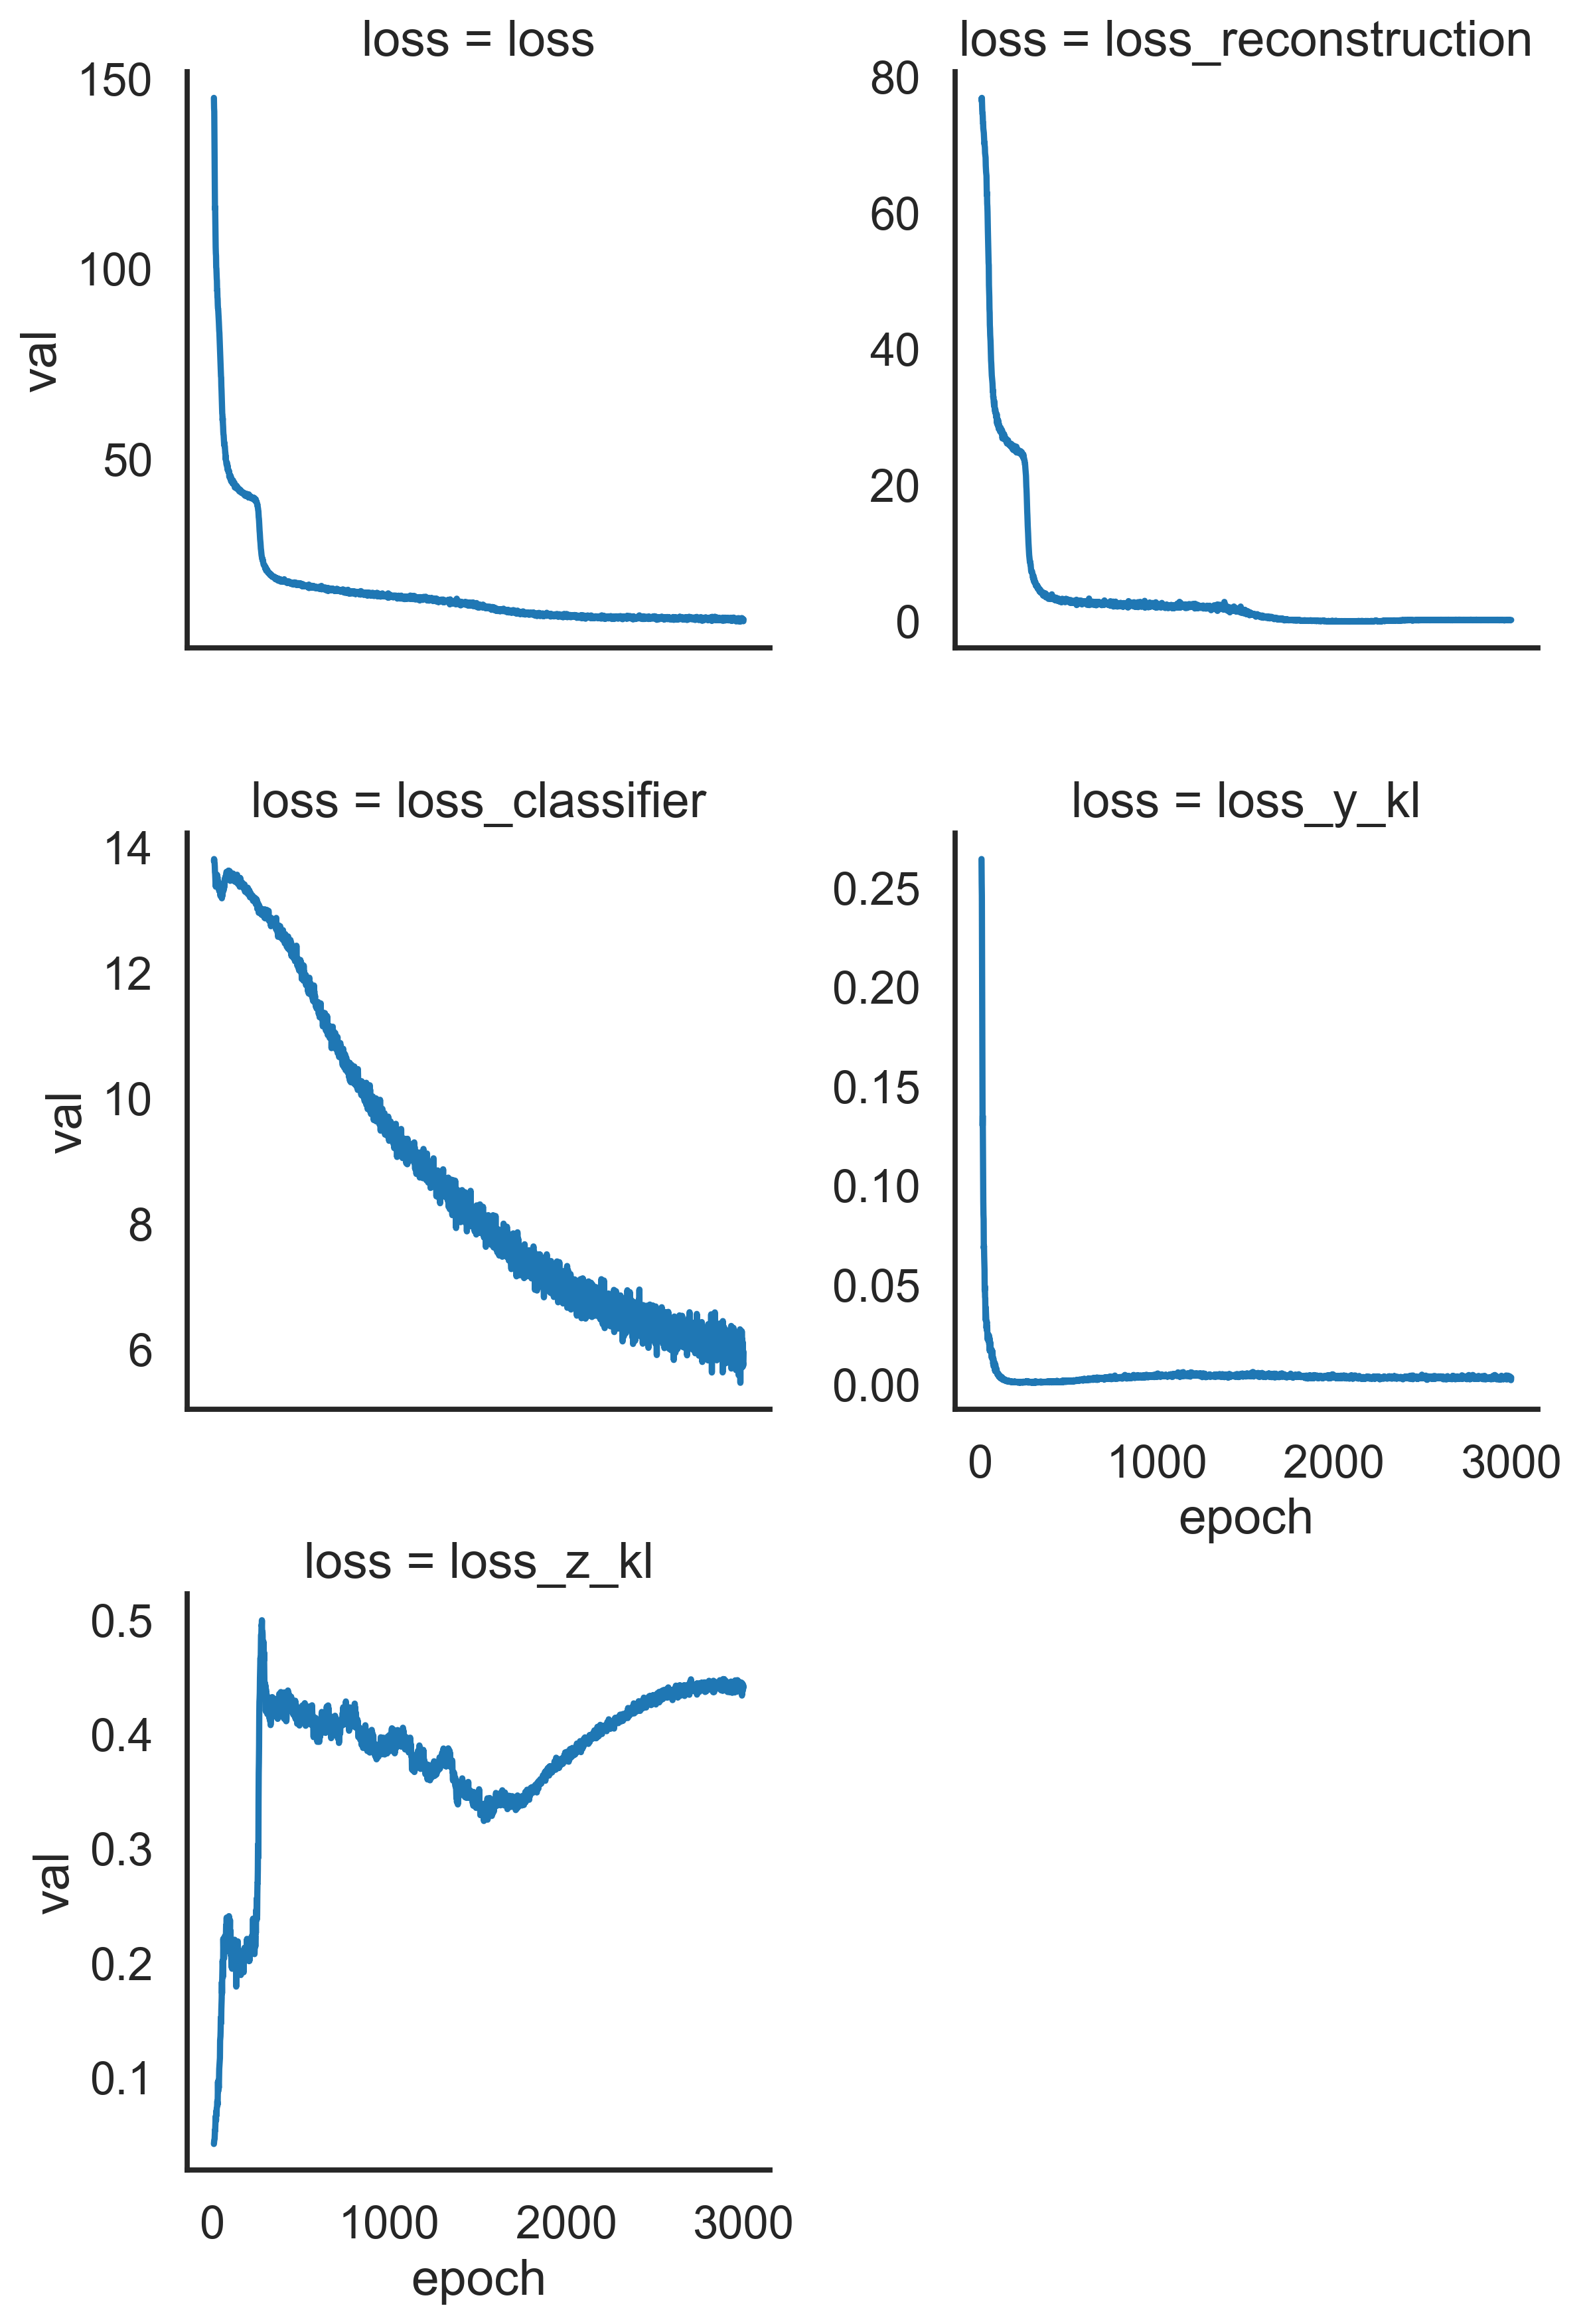 loss = loss
150
100
50
val
loss = loss_reconstruction
80
60
40
20
0
loss = loss_classifier
14
12
10
8
6
val
loss = loss_y_kl
0.25
0.20
0.15
0.10
0.05
0.00
0 1000 2000 3000
epoch
loss = loss_z_kl
0.5
0.4
0.3
0.2
0.1
val
0 1000 2000 3000
epoch